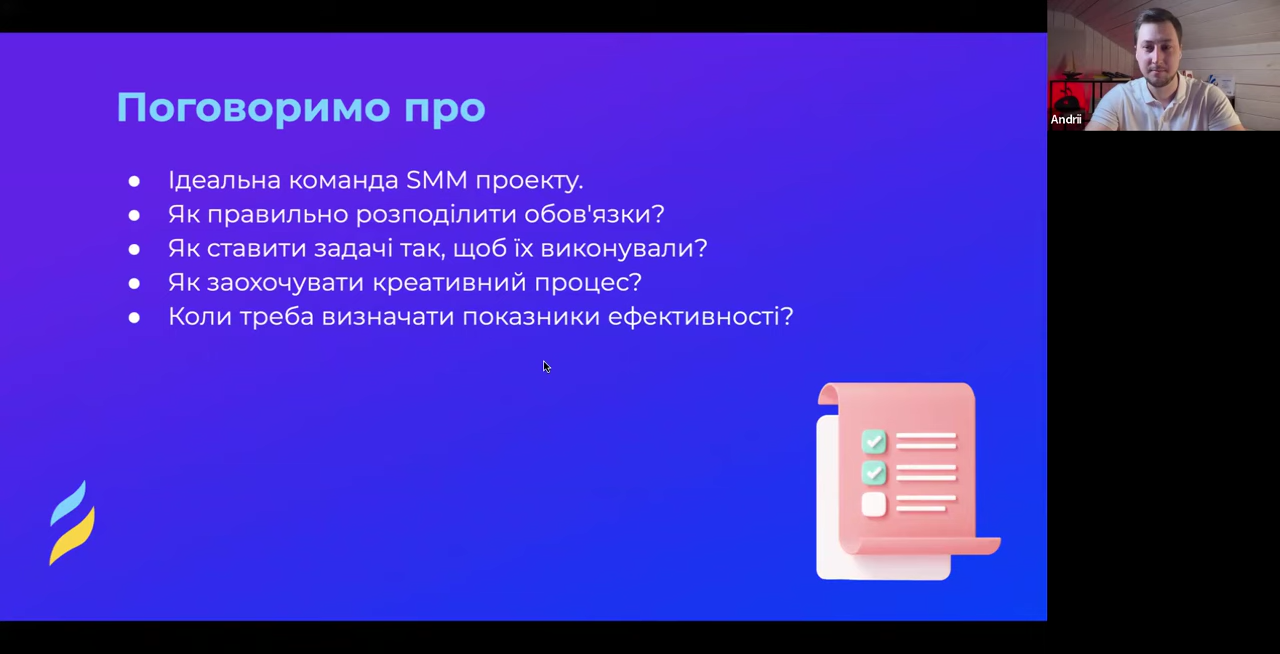 Поговоримо про
● Ідеальна команда SMM проекту.
● Як правильно розподілити обов'язки?
● Як ставити задачі так, щоб їх виконували?
● Як заохочувати креативний процес?
● Коли треба визначати показники ефективності?
Andrii